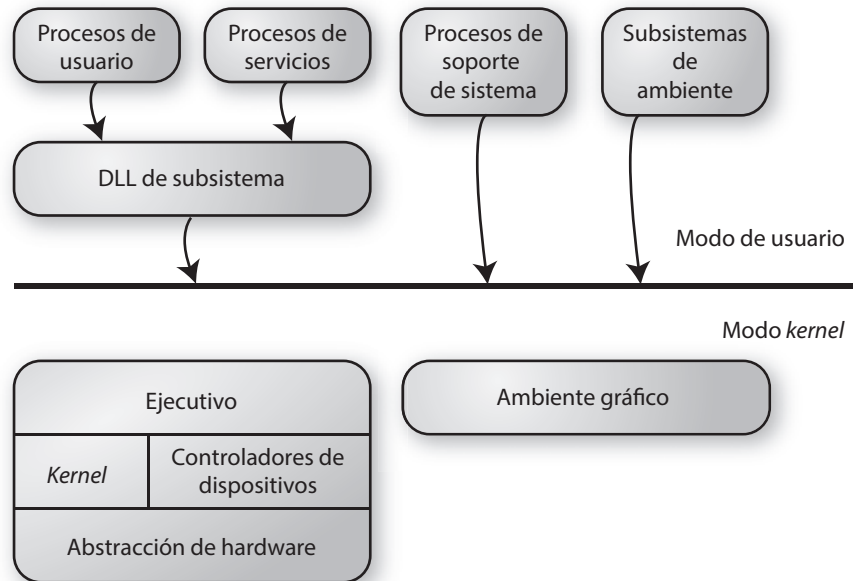 Procesos de
usuario
Procesos de
servicios
Procesos de
soporte
de sistema
Subsistemas
de
ambiente
DLL de subsistema
Modo de usuario
Modo kernel
Ejecutivo
Ambiente gráfico
Kernel
Controladores de
dispositivos
Abstracción de hardware